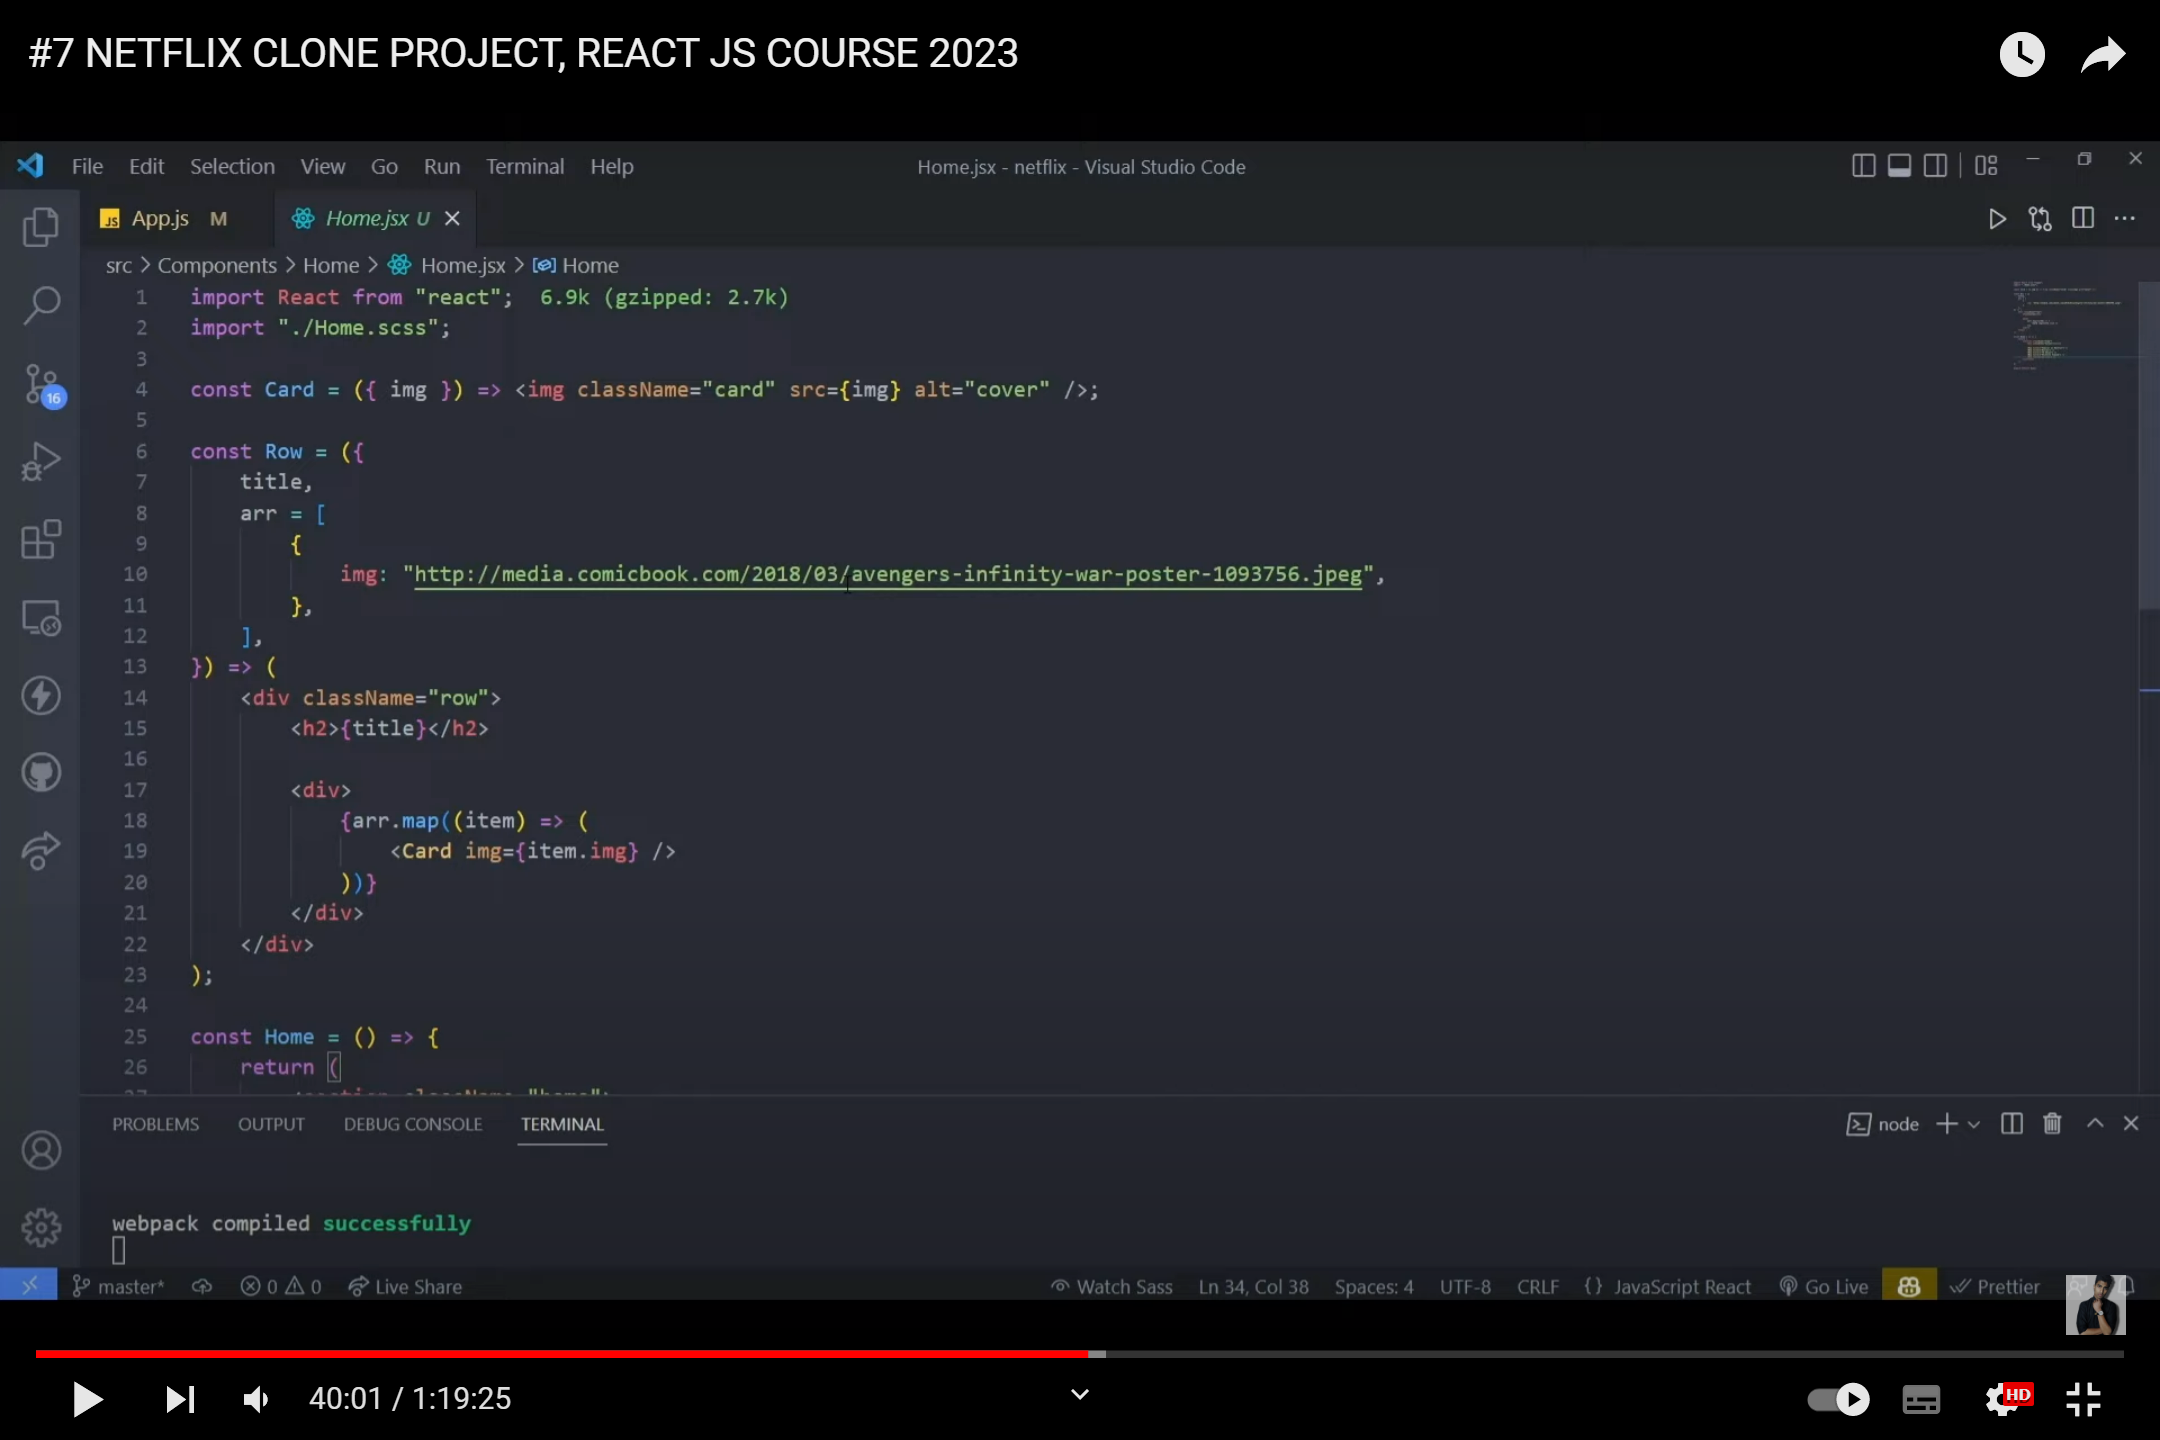 #7 NETFLIX CLONE PROJECT, REACT JS COURSE 2023
File Edit Selection View Go Run Terminal Help
Home.jsx - netflix - Visual Studio Code
JS App.js M
Home.jsx U
src > Components > Home > Home.jsx > Home
1 import React from "react"; 6.9k (gzipped: 2.7k)
2 import "./Home.scss";
3
4 const Card = ({ img }) => <img className="card" src={img} alt="cover" />;
5
6 const Row = ({
7 title,
8 arr = [
9 {
10 img: "http://media.comicbook.com/2018/03/avengers-infinity-war-poster-1093756.jpeg",
11 },
12 ],
13 }) => (
14 <div className="row">
15 <h2>{title}</h2>
16
17 <div>
18 {arr.map((item) => (
19 <Card img={item.img} />
20 ))}
21 </div>
22 </div>
23 );
24
25 const Home = () => {
26 return (
16
PROBLEMS OUTPUT DEBUG CONSOLE TERMINAL
node
webpack compiled successfully
master* 0 0 Live Share
Watch Sass Ln 34, Col 38 Spaces: 4 UTF-8 CRLF {} JavaScript React Go Live Prettier
40:01 / 1:19:25
HD